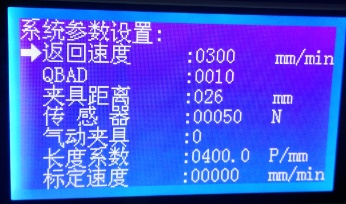 系统参数设置:
返回速度 :0300 mm/min
QBAD :0010
夹具距离 :026 mm
传 感 器 :00050 N
气动夹具 :0
长度系数 :0400.0 P/mm
标定速度 :00000 mm/min